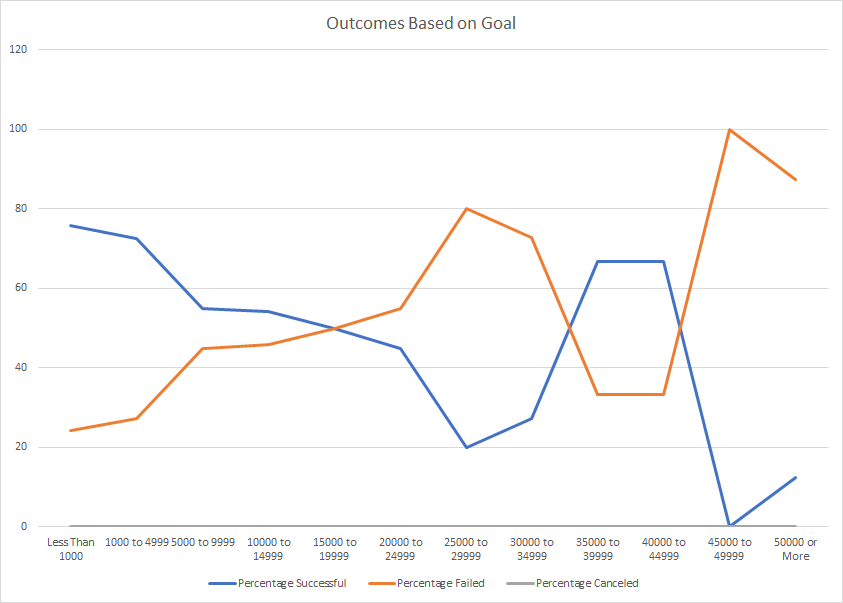 Outcomes Based on Goal
120
100
80
60
40
20
0
Less Than 1000
1000 to 4999
5000 to 9999
10000 to 14999
15000 to 19999
20000 to 24999
25000 to 29999
30000 to 34999
35000 to 39999
40000 to 44999
45000 to 49999
50000 or More
Percentage Successful
Percentage Failed
Percentage Canceled